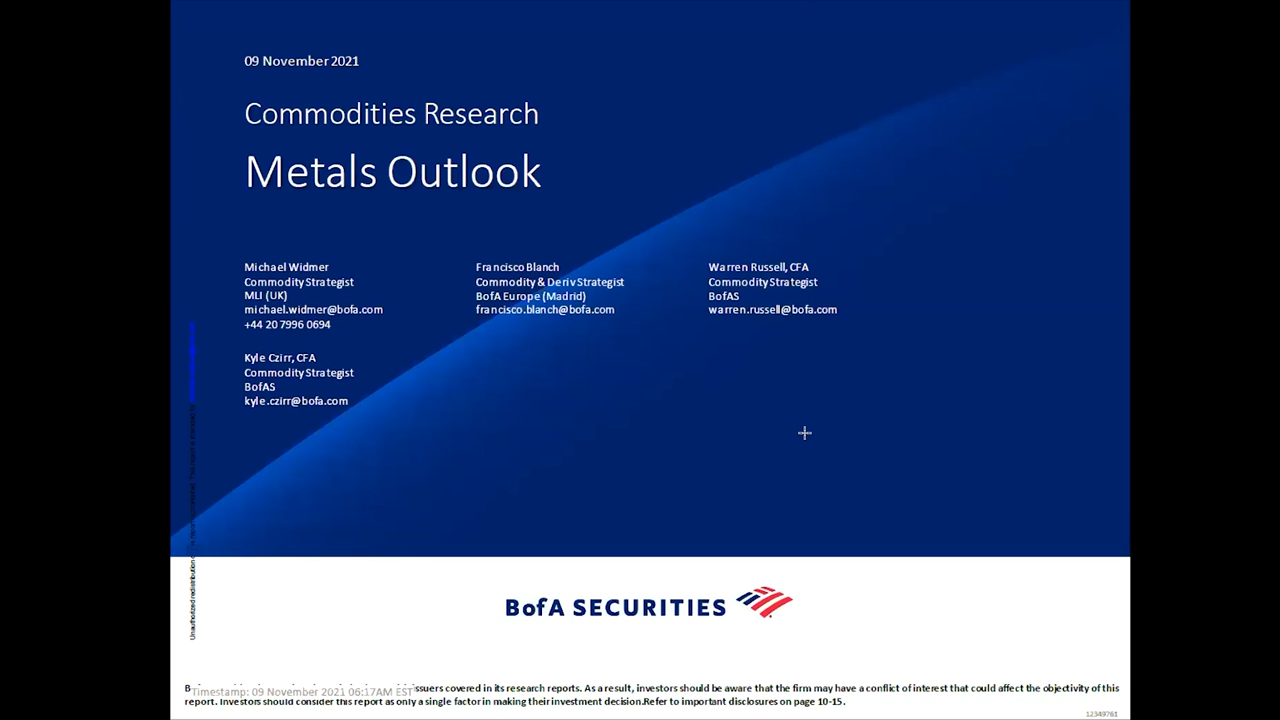 09 November 2021
Commodities Research
Metals Outlook
Michael Widmer
Commodity Strategist
MLI (UK)
michael.widmer@bofa.com
+44 20 7996 0694
Francisco Blanch
Commodity & Deriv Strategist
BofA Europe (Madrid)
francisco.blanch@bofa.com
Warren Russell, CFA
Commodity Strategist
BofAS
warren.russell@bofa.com
Kyle Czirr, CFA
Commodity Strategist
BofAS
kyle.czirr@bofa.com
Unauthorized redistribution
BofA SECURITIES
Timestamp: 09 November 2021 06:17AM EST
issuers covered in its research reports. As a result, investors should be aware that the firm may have a conflict of interest that could affect the objectivity of this
report. Investors should consider this report as only a single factor in making their investment decision.Refer to important disclosures on page 10-15.
12349761